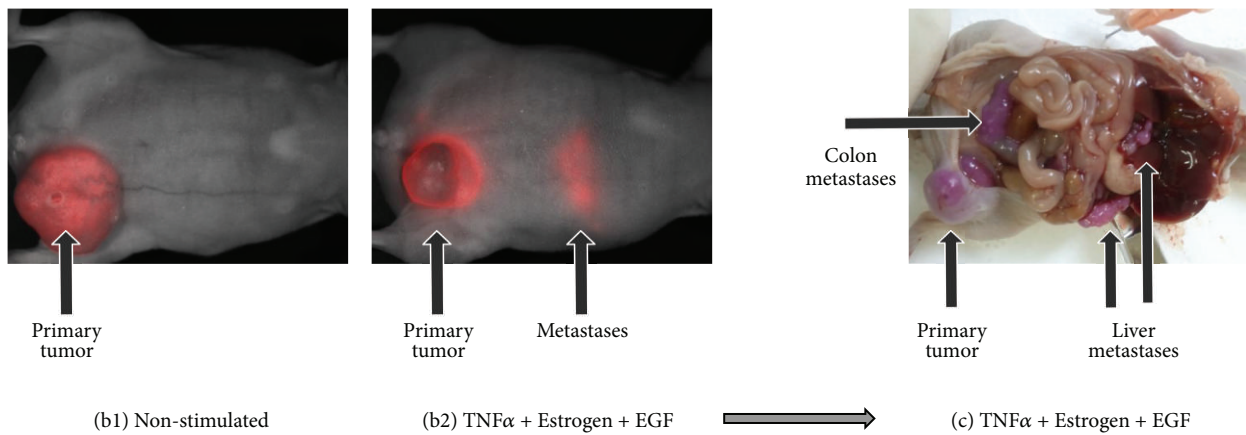 Primary
tumor
(b1) Non-stimulated
Primary
tumor
Metastases
(b2) TNFα + Estrogen + EGF
Colon
metastases
Primary
tumor
Liver
metastases
(c) TNFα + Estrogen + EGF